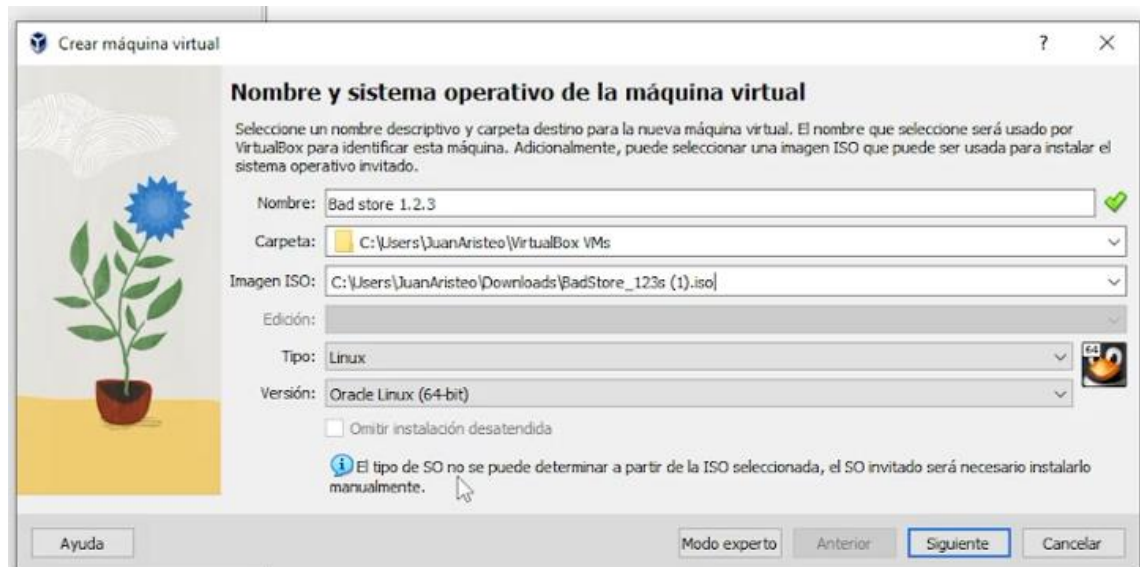 Crear máquina virtual
?
Nombre y sistema operativo de la máquina virtual
Seleccione un nombre descriptivo y carpeta destino para la nueva máquina virtual. El nombre que seleccione será usado por
VirtualBox para identificar esta máquina. Adicionalmente, puede seleccionar una imagen ISO que puede ser usada para instalar el
sistema operativo invitado.
Nombre: Bad store 1.2.3
Carpeta: C:\Users\JuanAristeo\VirtualBox VMs
Imagen ISO: C:\Users\JuanAristeo\Downloads\BadStore_123s (1).iso
Edición:
Tipo: Linux
64
Versión: Oracle Linux (64-bit)
Omitir instalación desatendida
El tipo de SO no se puede determinar a partir de la ISO seleccionada, el SO invitado será necesario instalarlo
manualmente.
Ayuda Modo experto Anterior Siguiente Cancelar